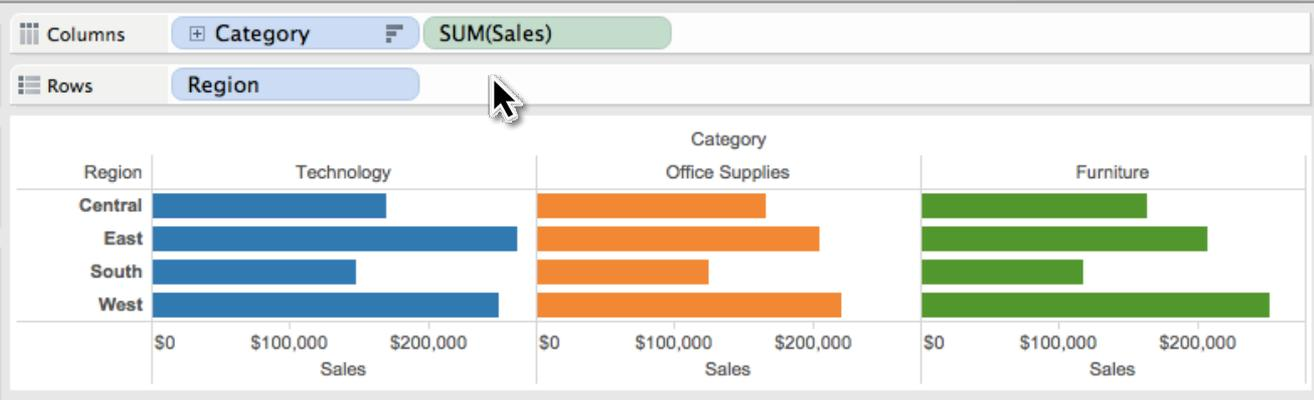 Columns Category SUM(Sales)
Rows Region
Category
Region Technology Office Supplies Furniture
Central
East
South
West
$0 $100,000 $200,000 $0 $100,000 $200,000 $0 $100,000 $200,000
Sales Sales Sales